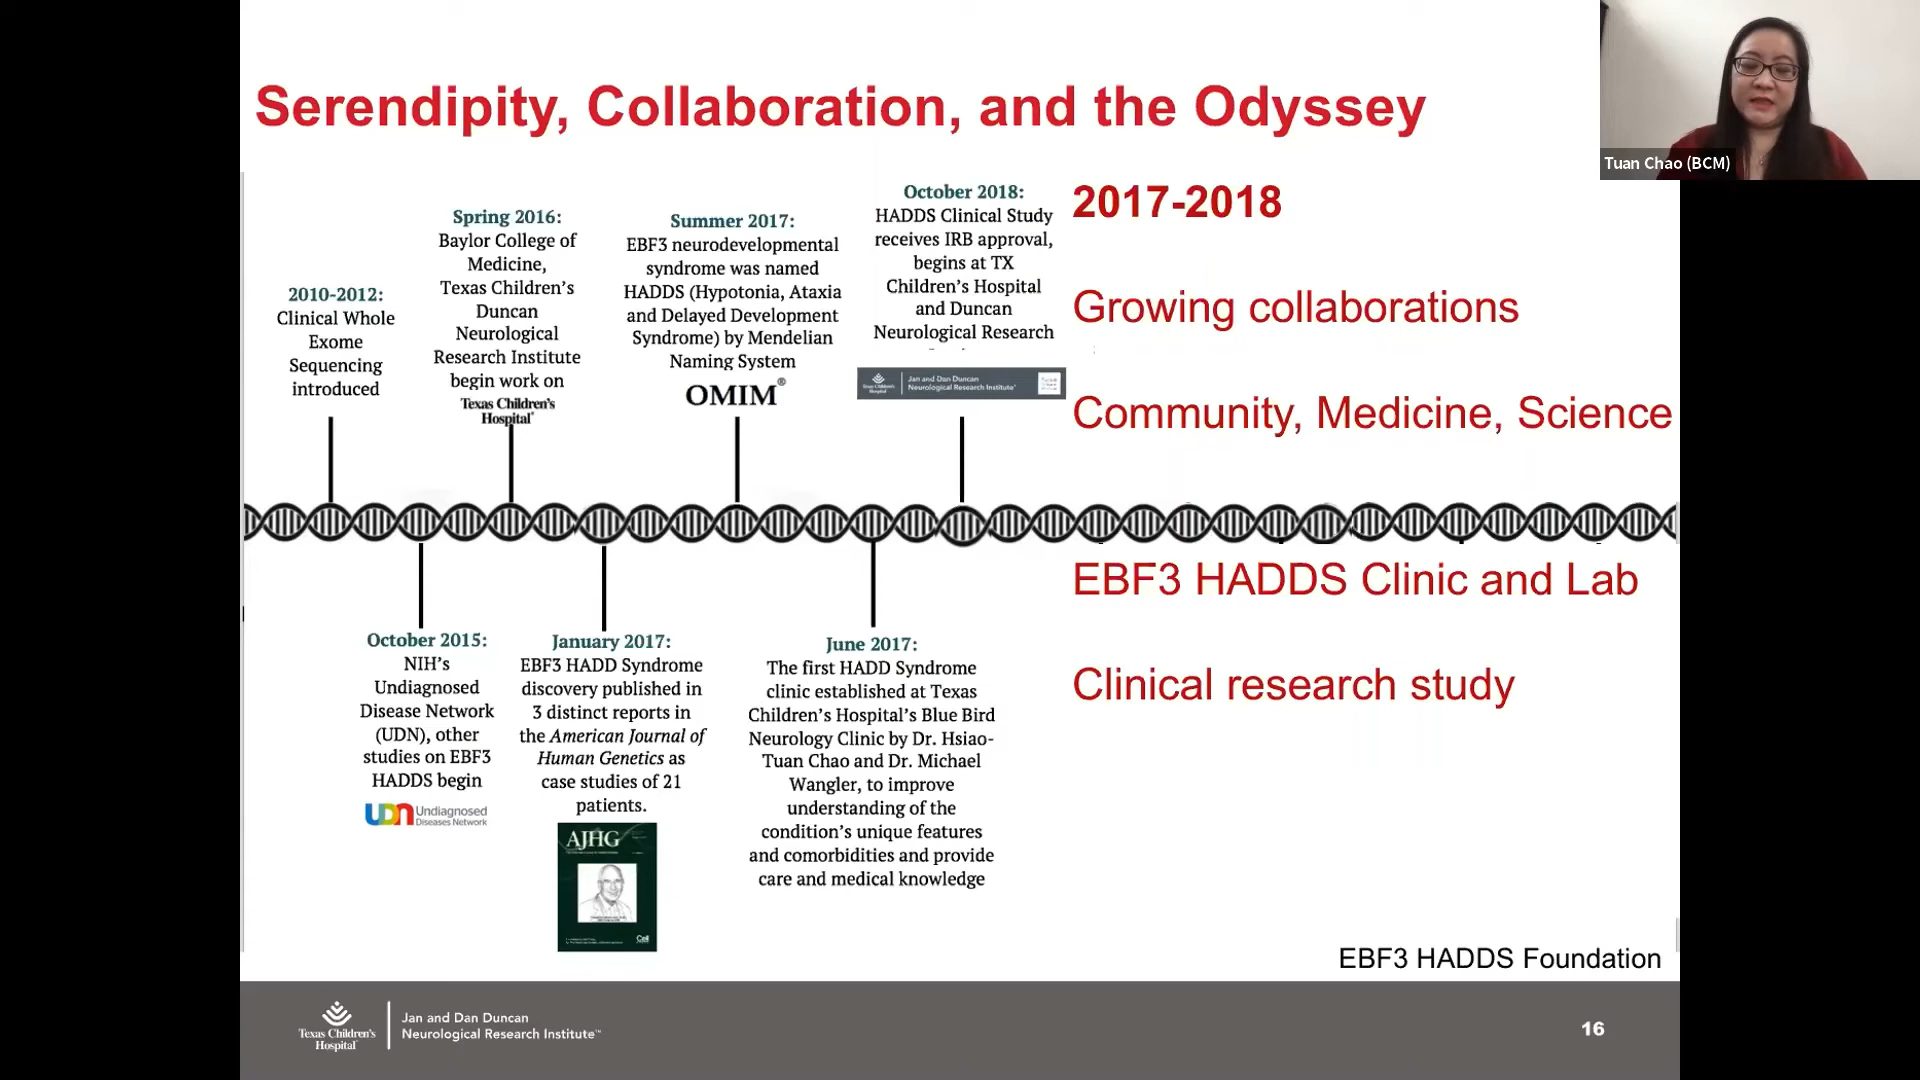 Serendipity, Collaboration, and the Odyssey
Tuan Chao (BCM)
2010-2012:
Clinical Whole
Exome
Sequencing
introduced
Spring 2016:
Baylor College of
Medicine,
Texas Children's
Duncan
Neurological
Research Institute
begin work on
Texas Children's
Hospital
Summer 2017:
EBF3 neurodevelopmental
syndrome was named
HADDS (Hypotonia, Ataxia
and Delayed Development
Syndrome) by Mendelian
Naming System
OMIM®
October 2018:
HADDS Clinical Study
receives IRB approval,
begins at TX
Children's Hospital
and Duncan
Neurological Research
Jan and Dan Duncan
Neurological Research Institute
2017-2018
Growing collaborations
Community, Medicine, Science
October 2015:
NIH's
Undiagnosed
Disease Network
(UDN), other
studies on EBF3
HADDS begin
UDN Undiagnosed
Diseases Network
January 2017:
EBF3 HADD Syndrome
discovery published in
3 distinct reports in
the American Journal of
Human Genetics as
case studies of 21
patients.
AJHG
Cell
June 2017:
The first HADD Syndrome
clinic established at Texas
Children's Hospital's Blue Bird
Neurology Clinic by Dr. Hsiao-
Tuan Chao and Dr. Michael
Wangler, to improve
understanding of the
condition's unique features
and comorbidities and provide
care and medical knowledge
EBF3 HADDS Clinic and Lab
Clinical research study
EBF3 HADDS Foundation
Texas Children's
Hospital
Jan and Dan Duncan
Neurological Research Institute™
16